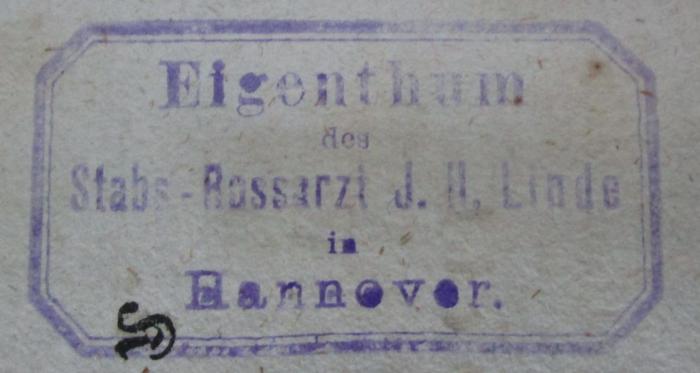 Eigenthum
des
Stabs-Rossarzt J. H. Linde
in
Hannover.